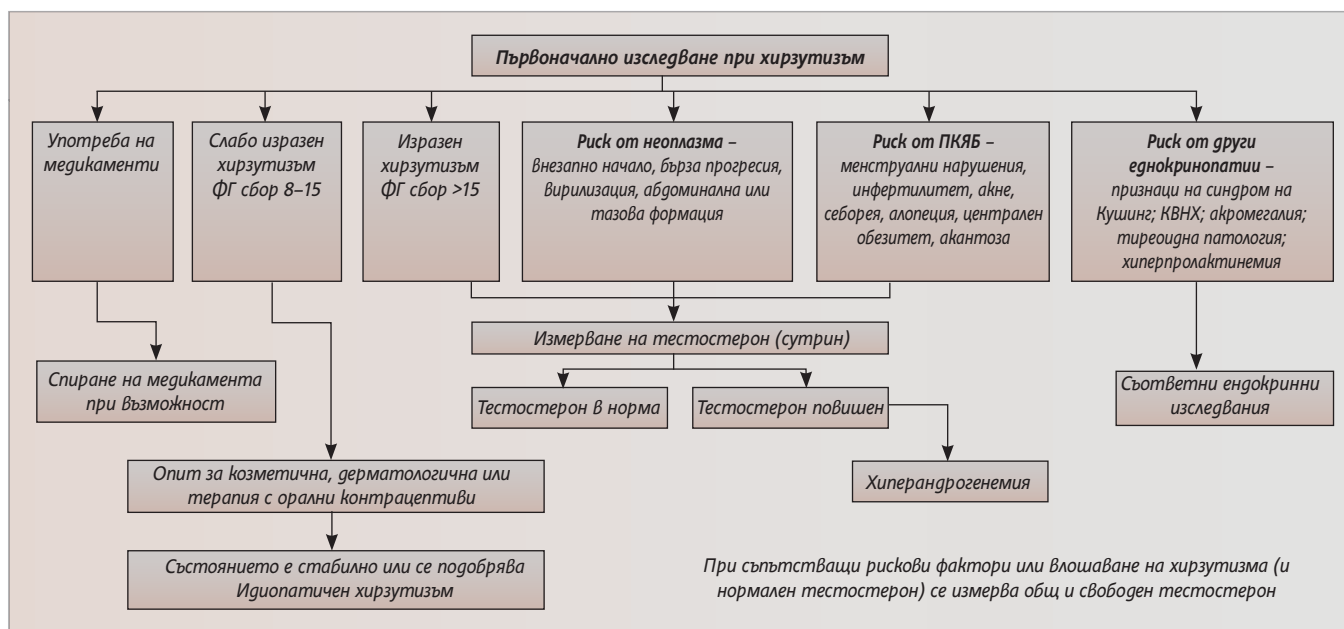 Първоначално изследване при хирзутизъм
Употреба на
медикаменти
Слабо изразен
хирзутизъм
ФГ сбор 8–15
Изразен
хирзутизъм
ФГ сбор >15
Риск от неоплазма –
внезапно начало, бърза прогресия,
вирилизация, абдоминална или
тазова формация
Риск от ПКЯБ –
менструални нарушения,
инфертилитет, акне,
себорея, алопеция, централен
обезитет, акантоза
Риск от други
еднокринопатии –
признаци на синдром на
Кушинг; КВНХ; акромегалия;
тиреоидна патология;
хиперпролактинемия
Измерване на тестостерон (сутрин)
Спиране на медикамента
при възможност
Тестостерон в норма
Тестостерон повишен
Съответни ендокринни
изследвания
Опит за козметична, дерматологична или
терапия с орални контрацептиви
Хиперандрогенемия
Състоянието е стабилно или се подобрява
Идиопатичен хирзутизъм
При съпътстващи рискови фактори или влошаване на хирзутизма (и
нормален тестостерон) се измерва общ и свободен тестостерон